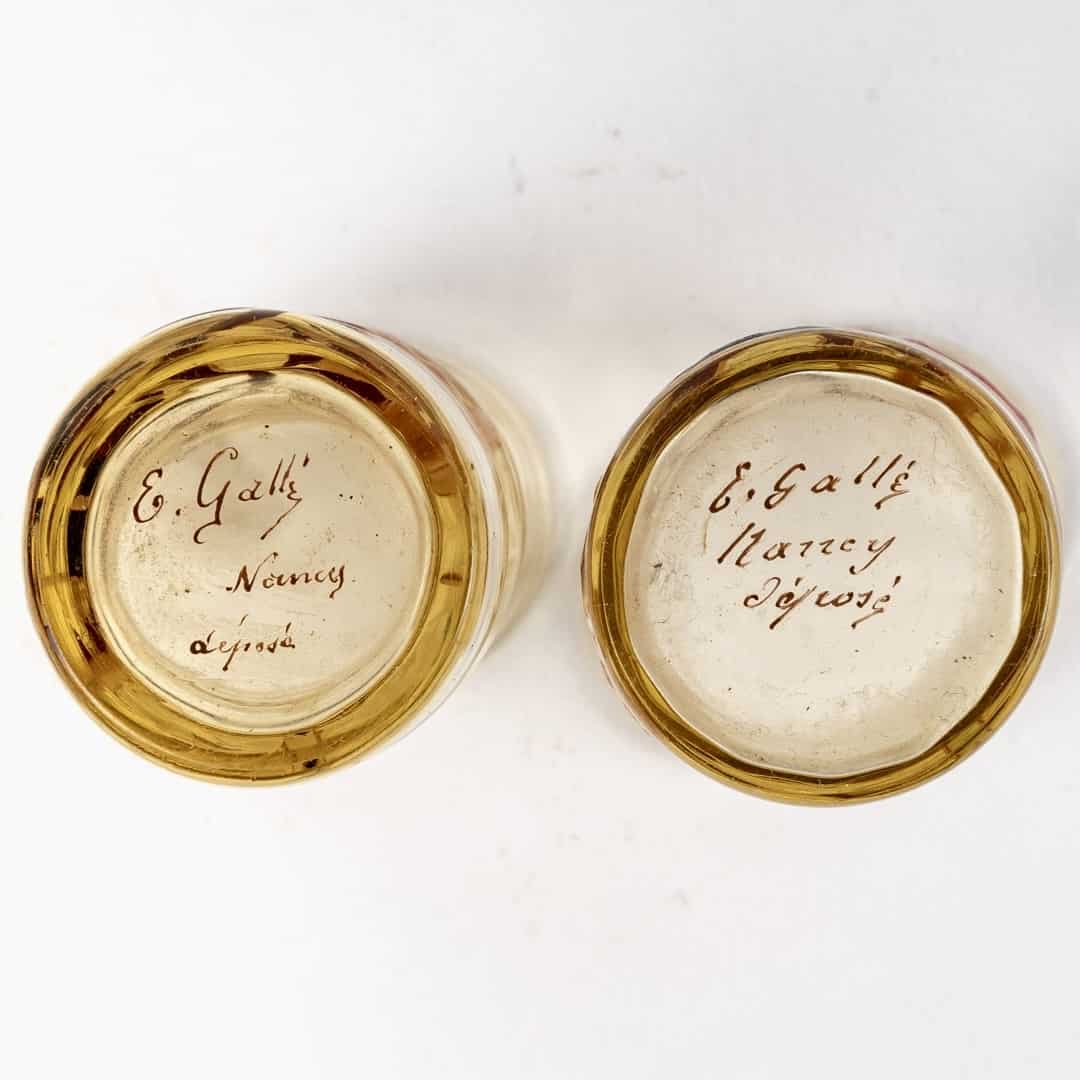 E. Gallé
Nancy
déposé
E. Gallé
Nancy
déposé